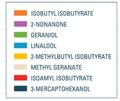 ISOBUTYL ISOBUTYRATE
2-NONANONE
GERANIOL
LINALOOL
2-METHYLBUTYL ISOBUTYRATE
METHYL GERANATE
ISOAMYL ISOBUTYRATE
3-MERCAPTOHEXANOL